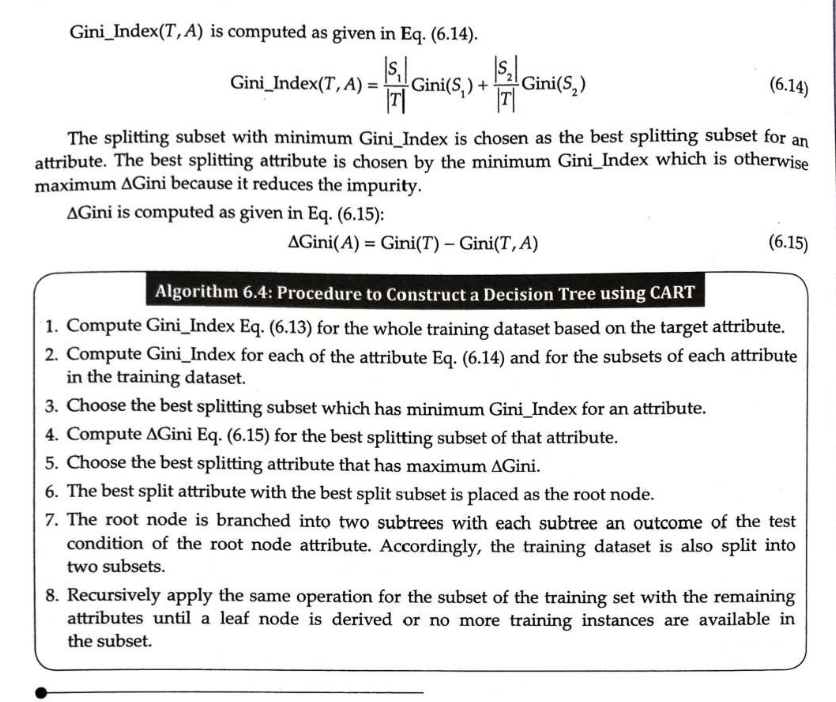 Gini_Index(T, A) is computed as given in Eq. (6.14).
Gini_Index(T, A) = |S₁|/|T| Gini(S₁) + |S₂|/|T| Gini(S₂) (6.14)
The splitting subset with minimum Gini_Index is chosen as the best splitting subset for an
attribute. The best splitting attribute is chosen by the minimum Gini_Index which is otherwise
maximum ΔGini because it reduces the impurity.
ΔGini is computed as given in Eq. (6.15):
ΔGini(A) = Gini(T) – Gini(T, A) (6.15)
Algorithm 6.4: Procedure to Construct a Decision Tree using CART
1. Compute Gini_Index Eq. (6.13) for the whole training dataset based on the target attribute.
2. Compute Gini_Index for each of the attribute Eq. (6.14) and for the subsets of each attribute
in the training dataset.
3. Choose the best splitting subset which has minimum Gini_Index for an attribute.
4. Compute ΔGini Eq. (6.15) for the best splitting subset of that attribute.
5. Choose the best splitting attribute that has maximum ΔGini.
6. The best split attribute with the best split subset is placed as the root node.
7. The root node is branched into two subtrees with each subtree an outcome of the test
condition of the root node attribute. Accordingly, the training dataset is also split into
two subsets.
8. Recursively apply the same operation for the subset of the training set with the remaining
attributes until a leaf node is derived or no more training instances are available in
the subset.